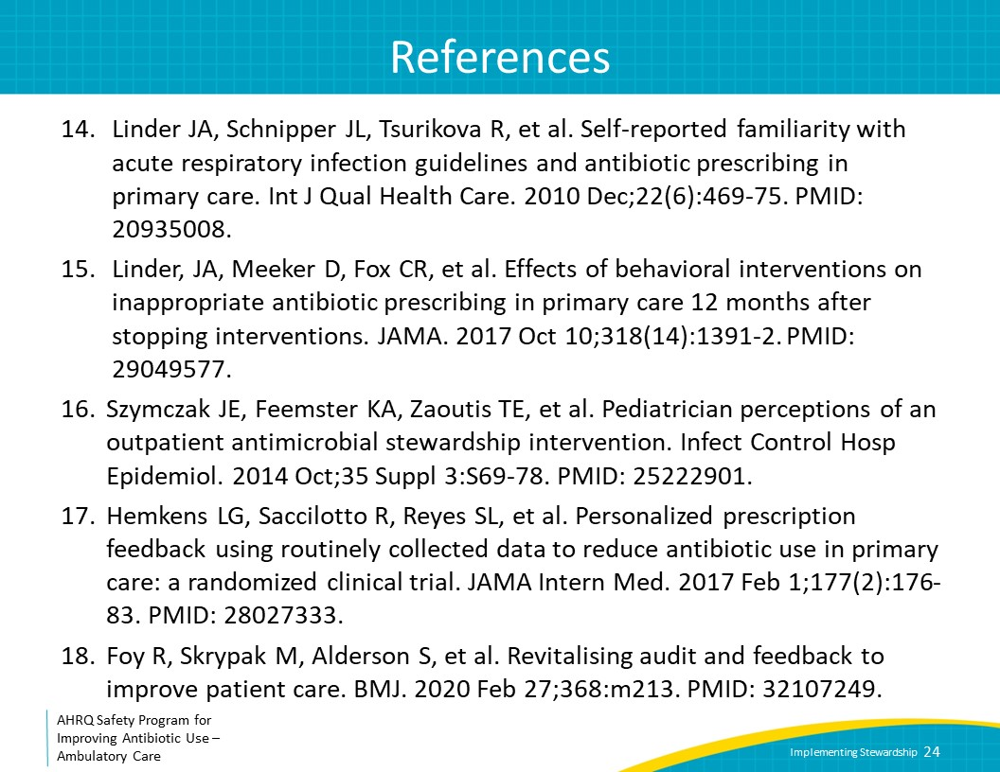 References
14. Linder JA, Schnipper JL, Tsurikova R, et al. Self-reported familiarity with
acute respiratory infection guidelines and antibiotic prescribing in
primary care. Int J Qual Health Care. 2010 Dec;22(6):469-75. PMID:
20935008.
15. Linder, JA, Meeker D, Fox CR, et al. Effects of behavioral interventions on
inappropriate antibiotic prescribing in primary care 12 months after
stopping interventions. JAMA. 2017 Oct 10;318(14):1391-2. PMID:
29049577.
16. Szymczak JE, Feemster KA, Zaoutis TE, et al. Pediatrician perceptions of an
outpatient antimicrobial stewardship intervention. Infect Control Hosp
Epidemiol. 2014 Oct;35 Suppl 3:S69-78. PMID: 25222901.
17. Hemkens LG, Saccilotto R, Reyes SL, et al. Personalized prescription
feedback using routinely collected data to reduce antibiotic use in primary
care: a randomized clinical trial. JAMA Intern Med. 2017 Feb 1;177(2):176-
83. PMID: 28027333.
18. Foy R, Skrypak M, Alderson S, et al. Revitalising audit and feedback to
improve patient care. BMJ. 2020 Feb 27;368:m213. PMID: 32107249.
AHRQ Safety Program for
Improving Antibiotic Use –
Ambulatory Care
Implementing Stewardship 24